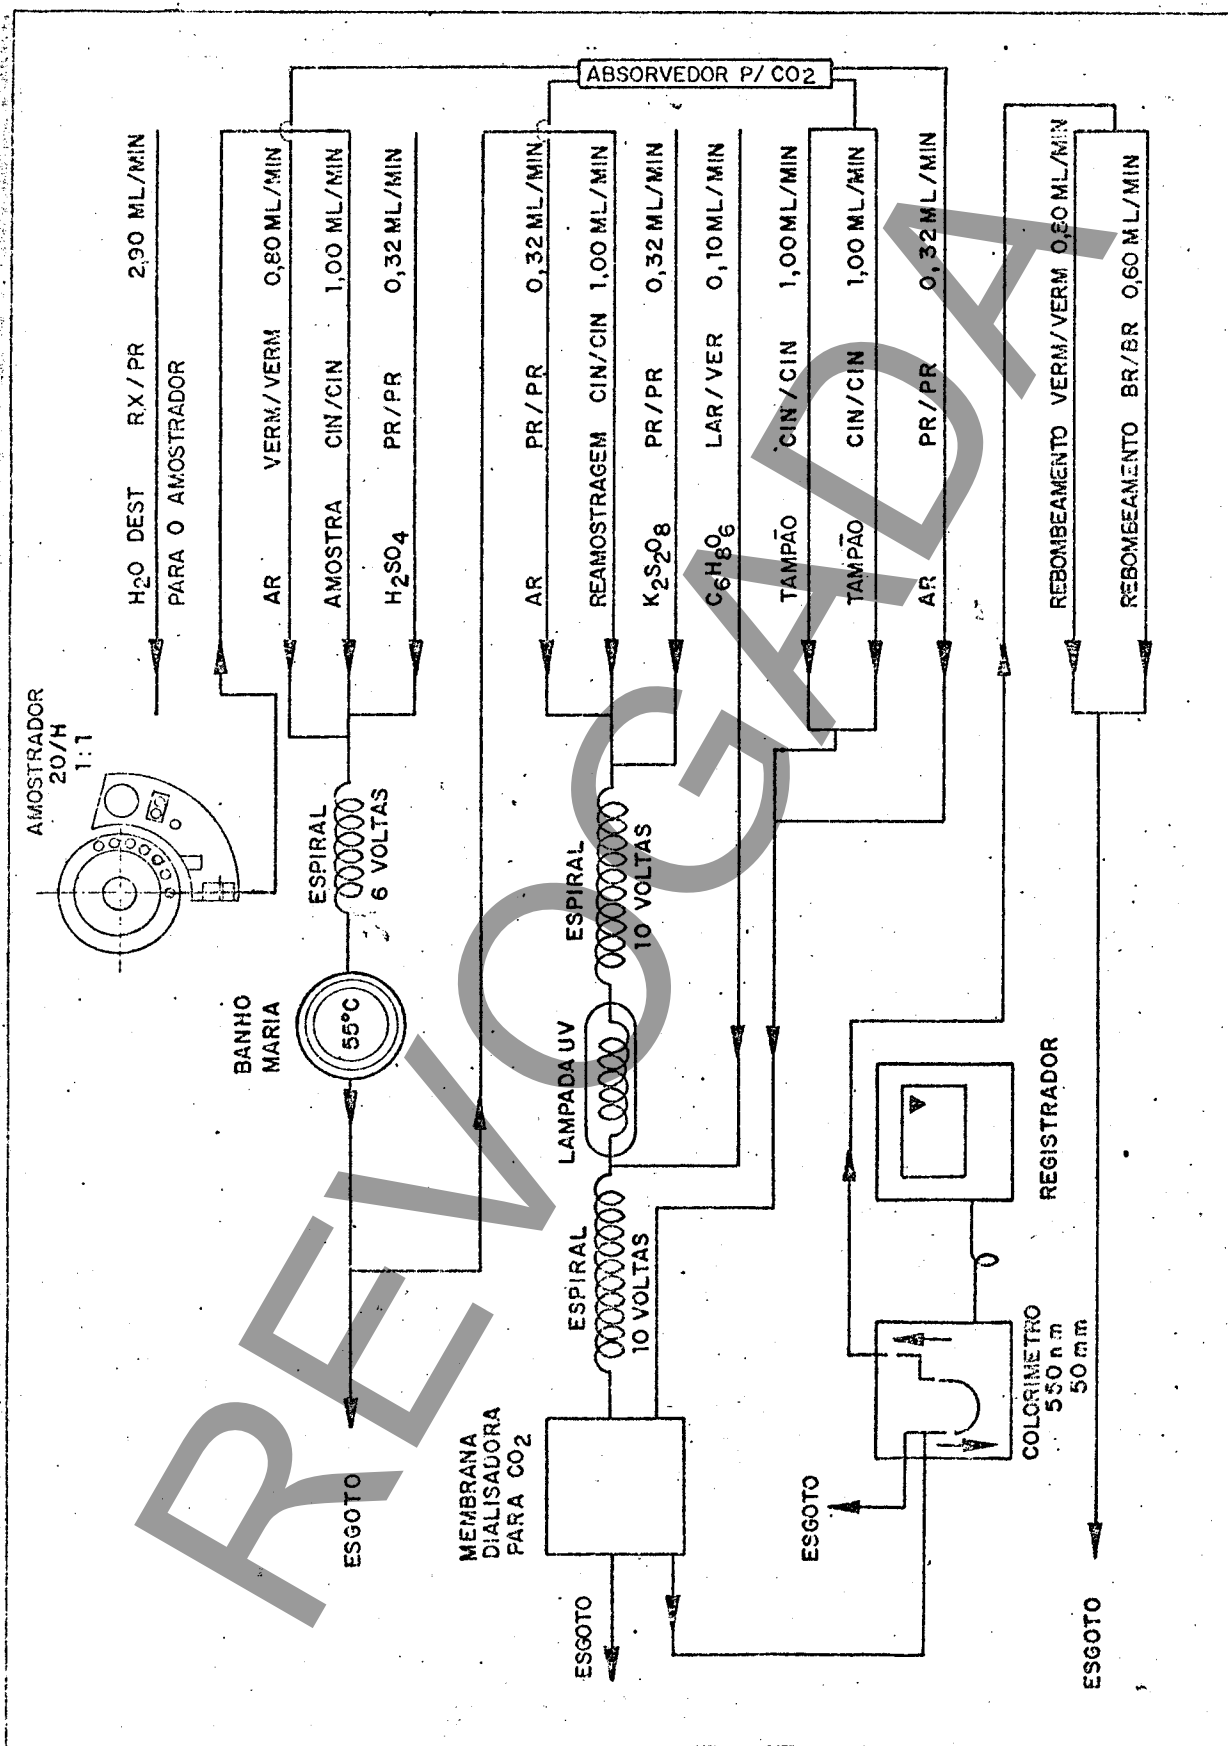 ABSORVEDOR P/ CO2
H2O DEST RX/PR 2,90 ML/MIN
PARA O AMOSTRADOR
AR VERM/VERM 0,80 ML/MIN
AMOSTRA CIN/CIN 1,00 ML/MIN
H2SO4 PR/PR 0,32 ML/MIN
AR PR/PR 0,32 ML/MIN
REAMOSTRAGEM CIN/CIN 1,00 ML/MIN
K2S2O8 PR/PR 0,32 ML/MIN
C6H8O6 LAR/VER 0,10 ML/MIN
TAMPÃO CIN/CIN 1,00 ML/MIN
TAMPÃO CIN/CIN 1,00 ML/MIN
AR PR/PR 0,32 ML/MIN
REBOMBEAMENTO VERM/VERM 0,80 ML/MIN
REBOMBEAMENTO BR/BR 0,60 ML/MIN
AMOSTRADOR
20/H
1:1
ESPIRAL
6 VOLTAS
BANHO
MARIA
55°C
ESGOTO
ESPIRAL
10 VOLTAS
LAMPADA UV
ESPIRAL
10 VOLTAS
MEMBRANA
DIALISADORA
PARA CO2
ESGOTO
REGISTRADOR
COLORIMETRO
550 nm
50 mm
ESGOTO
ESGOTO
REVOGADA